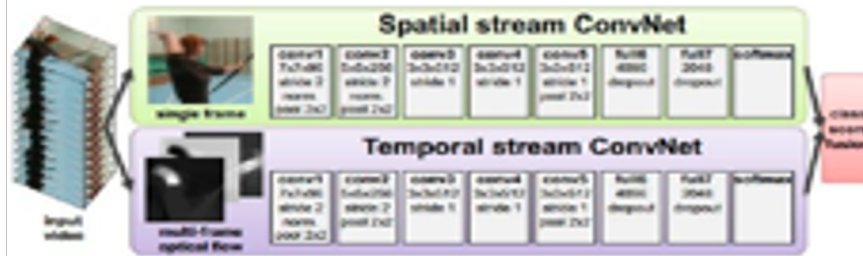 Spatial stream ConvNet
conv1
7x7x96
stride 2
norm.
pool 2x2
conv2
5x5x256
stride 2
norm.
pool 2x2
conv3
3x3x512
stride 1
conv4
3x3x512
stride 1
conv5
3x3x512
stride 1
pool 2x2
full6
4096
dropout
full7
2048
dropout
softmax
single frame
input
video
Temporal stream ConvNet
conv1
7x7x96
stride 2
norm.
pool 2x2
conv2
5x5x256
stride 2
pool 2x2
conv3
3x3x512
stride 1
conv4
3x3x512
stride 1
conv5
3x3x512
stride 1
pool 2x2
full6
4096
dropout
full7
2048
dropout
softmax
multi-frame
optical flow
fusion